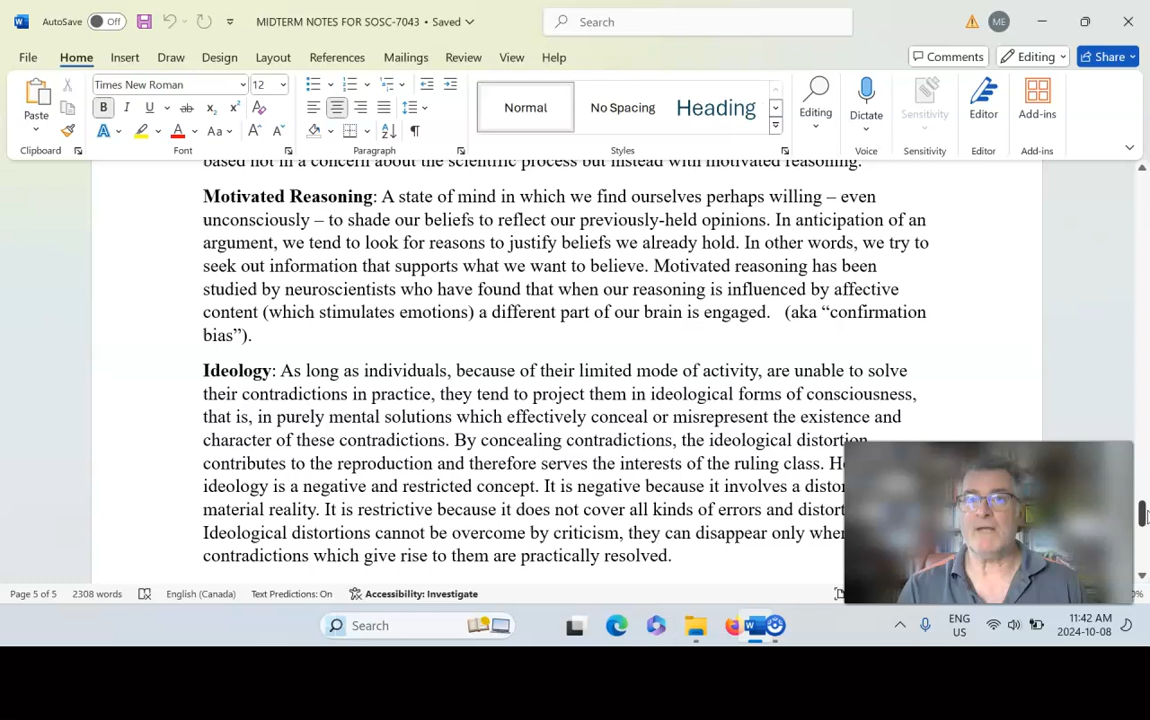 AutoSave Off MIDTERM NOTES FOR SOSC-7043 • Saved Search ME
File Home Insert Draw Design Layout References Mailings Review View Help Comments Editing Share
Times New Roman 12
Paste Normal No Spacing Heading Editing Dictate Sensitivity Editor Add-ins
Clipboard Font Paragraph Styles Voice Sensitivity Editor Add-ins
based not in a concern about the scientific process but instead with motivated reasoning.
Motivated Reasoning: A state of mind in which we find ourselves perhaps willing – even
unconsciously – to shade our beliefs to reflect our previously-held opinions. In anticipation of an
argument, we tend to look for reasons to justify beliefs we already hold. In other words, we try to
seek out information that supports what we want to believe. Motivated reasoning has been
studied by neuroscientists who have found that when our reasoning is influenced by affective
content (which stimulates emotions) a different part of our brain is engaged. (aka “confirmation
bias”).
Ideology: As long as individuals, because of their limited mode of activity, are unable to solve
their contradictions in practice, they tend to project them in ideological forms of consciousness,
that is, in purely mental solutions which effectively conceal or misrepresent the existence and
character of these contradictions. By concealing contradictions, the ideological distortion
contributes to the reproduction and therefore serves the interests of the ruling class.
ideology is a negative and restricted concept. It is negative because it involves a
material reality. It is restrictive because it does not cover all kinds of errors and
Ideological distortions cannot be overcome by criticism, they can disappear only
contradictions which give rise to them are practically resolved.
Page 5 of 5 2308 words English (Canada) Text Predictions: On Accessibility: Investigate
Search ENG US 11:42 AM 2024-10-08